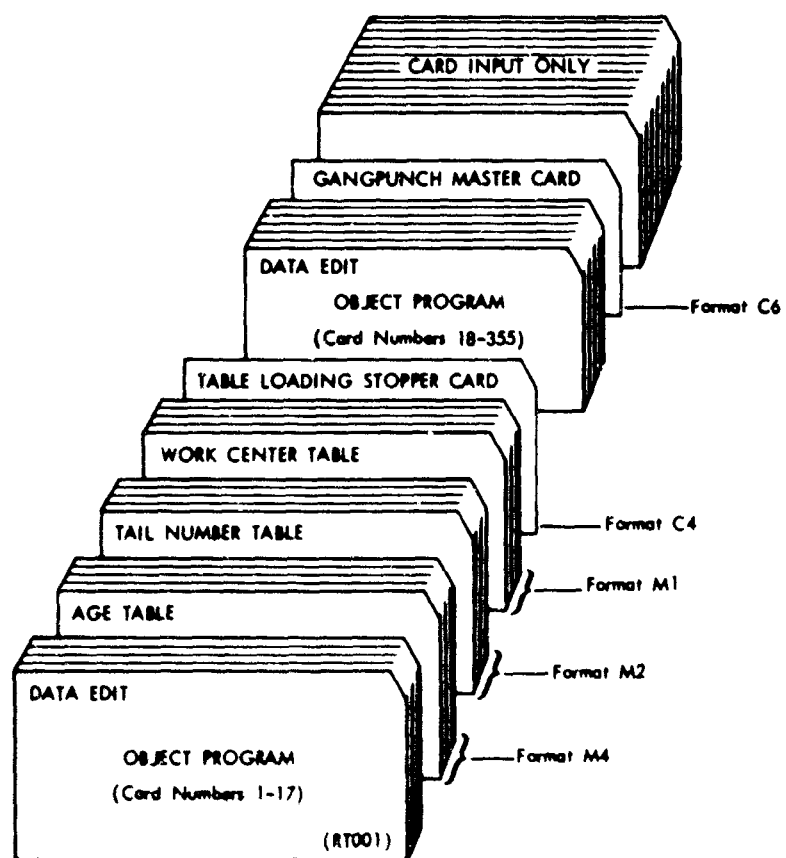 CARD INPUT ONLY
GANGPUNCH MASTER CARD
DATA EDIT
OBJECT PROGRAM
(Card Numbers 18-355)
Format C6
TABLE LOADING STOPPER CARD
WORK CENTER TABLE
TAIL NUMBER TABLE
Format C4
Format M1
AGE TABLE
Format M2
DATA EDIT
OBJECT PROGRAM
Format M4
(Card Numbers 1-17)
(RT001)